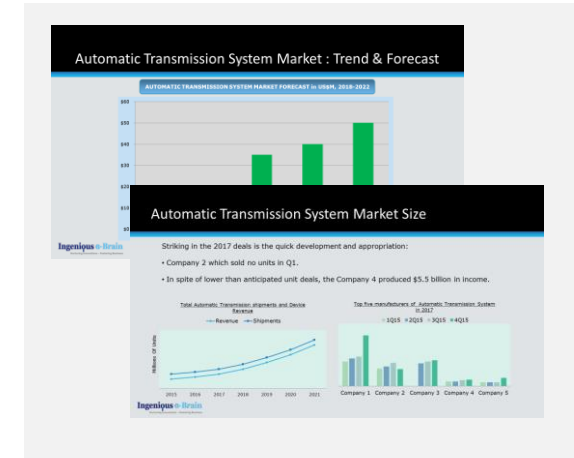 Automatic Transmission System Market : Trend & Forecast
AUTOMATIC TRANSMISSION SYSTEM MARKET FORECAST in US$M, 2018-2022
$60
$50
$40
$30
$20
$10
$0
Ingenious e-Brain
Automatic Transmission System Market Size
Striking in the 2017 deals is the quick development and appropriation:
• Company 2 which sold no units in Q1.
• In spite of lower than anticipated unit deals, the Company 4 produced $5.5 billion in income.
Total Automatic Transmission shipments and Device
Revenue
Revenue Shipments
Millions Of Units
2015 2016 2017 2018 2019 2020 2021
Top five manufacturers of Automatic Transmission System
in 2017
1Q15 2Q15 3Q15 4Q15
Company 1 Company 2 Company 3 Company 4 Company 5
Ingenious e-Brain